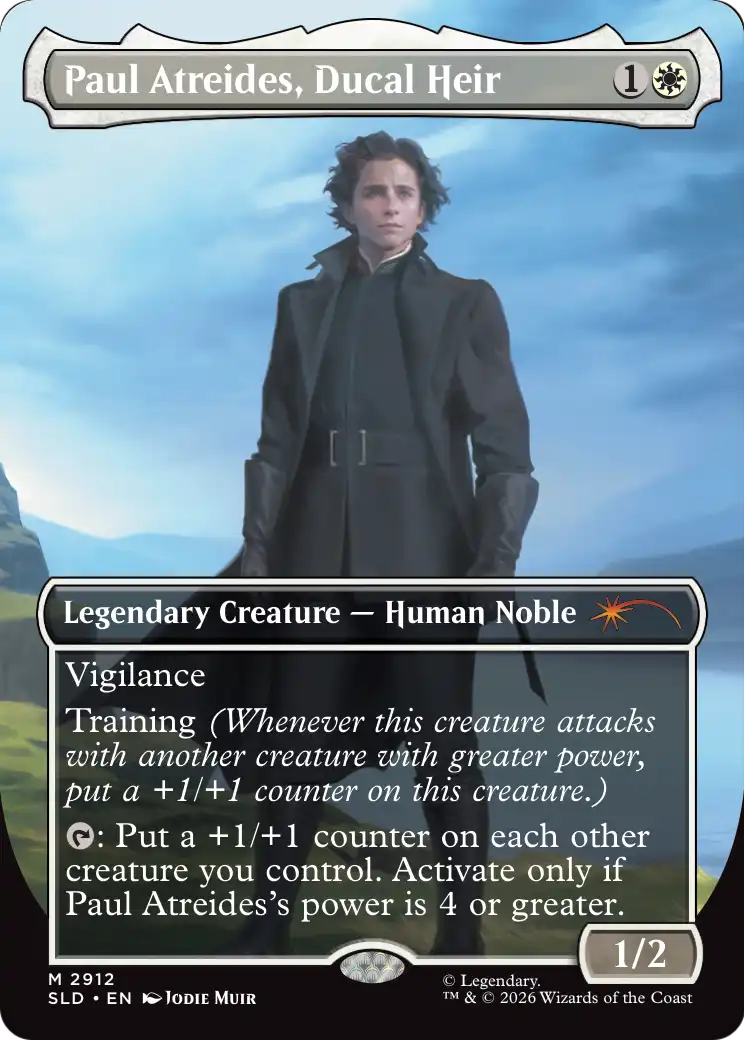 Paul Atreides, Ducal Heir 1
Legendary Creature — Human Noble
Vigilance
Training (Whenever this creature attacks
with another creature with greater power,
put a +1/+1 counter on this creature.)
: Put a +1/+1 counter on each other
creature you control. Activate only if
Paul Atreides's power is 4 or greater.
1/2
M 2912
SLD • EN Jodie Muir
© Legendary.
™ & © 2026 Wizards of the Coast